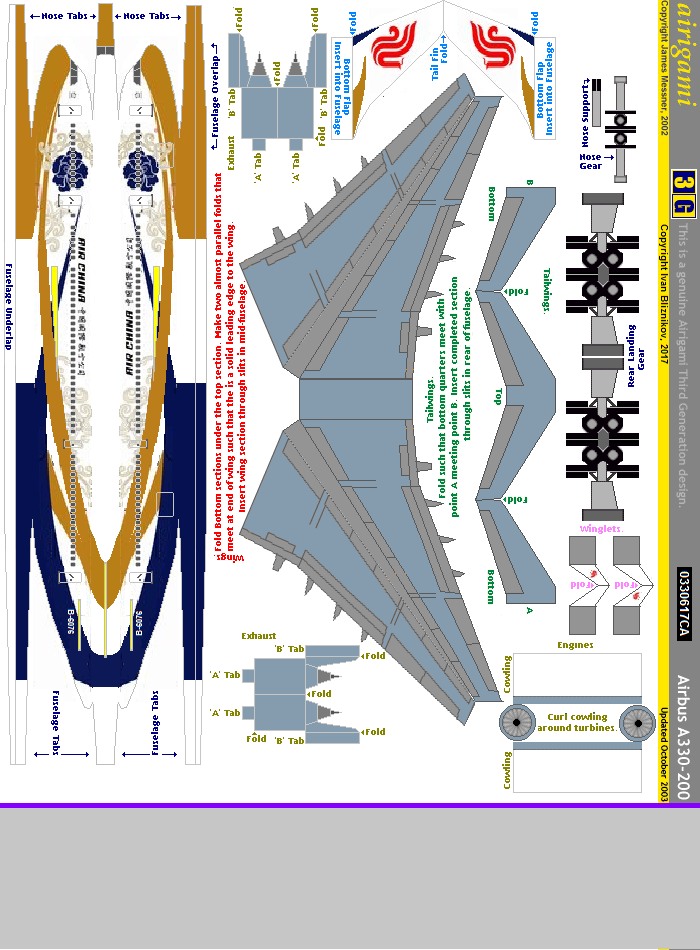 airigami
Copyright James Messner, 2002
3G
This is a genuine Airigami Third Generation design.
Copyright Ivan Bliznikov, 2017
0330617CA
Airbus A330-200
Updated October 2003
Nose Tabs
Nose Tabs
Fuselage Overlap
Fuselage Underlap
AIR CHINA
AIR CHINA
B-6076
B-6076
Fuselage Tabs
Fuselage Tabs
Fold
Fold
Fold
Fold
'B' Tab
'B' Tab
Exhaust
'A' Tab
'A' Tab
Fold
Fold
Tail Fin
Fold
Bottom Flap
Insert into Fuselage
Bottom Flap
Insert into Fuselage
Nose Support
Nose
Gear
Rear Landing
Gear
Wings.
Fold Bottom sections under the top section. Make two almost parallel folds that
meet at end of wing such that the is a solid leading edge to the wing.
Insert wing section through slits in mid-fuselage
Tailwings.
Fold such that bottom quarters meet with
point A meeting point B. Insert completed section
through slits in rear of fuselage.
Tailwings.
B
Bottom
Fold
Top
Fold
Bottom
A
Winglets.
Fold
Fold
Exhaust
'B' Tab
Fold
'A' Tab
Fold
'A' Tab
Fold
'B' Tab
Fold
Engines
Cowling
Curl cowling
around turbines.
Cowling